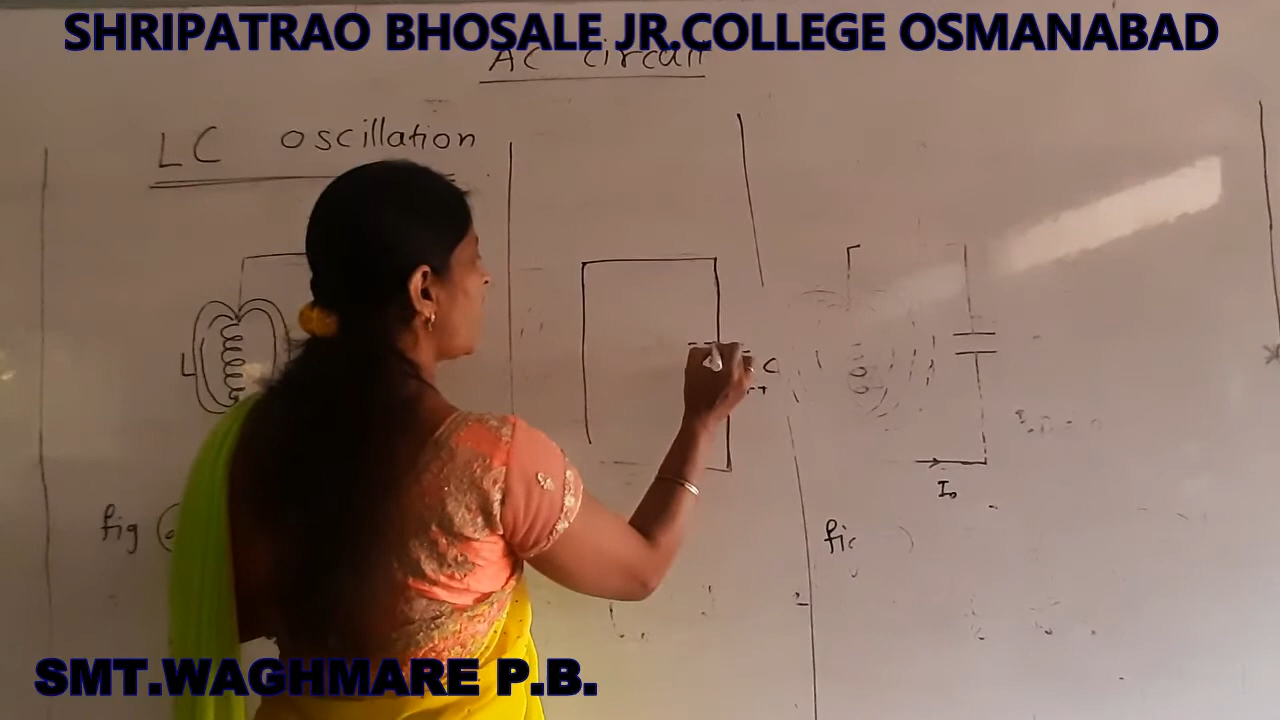 SHRIPATRAO BHOSALE JR.COLLEGE OSMANABAD
AC circuit
LC oscillation
L
C
I₀
fig
SMT.WAGHMARE P.B.